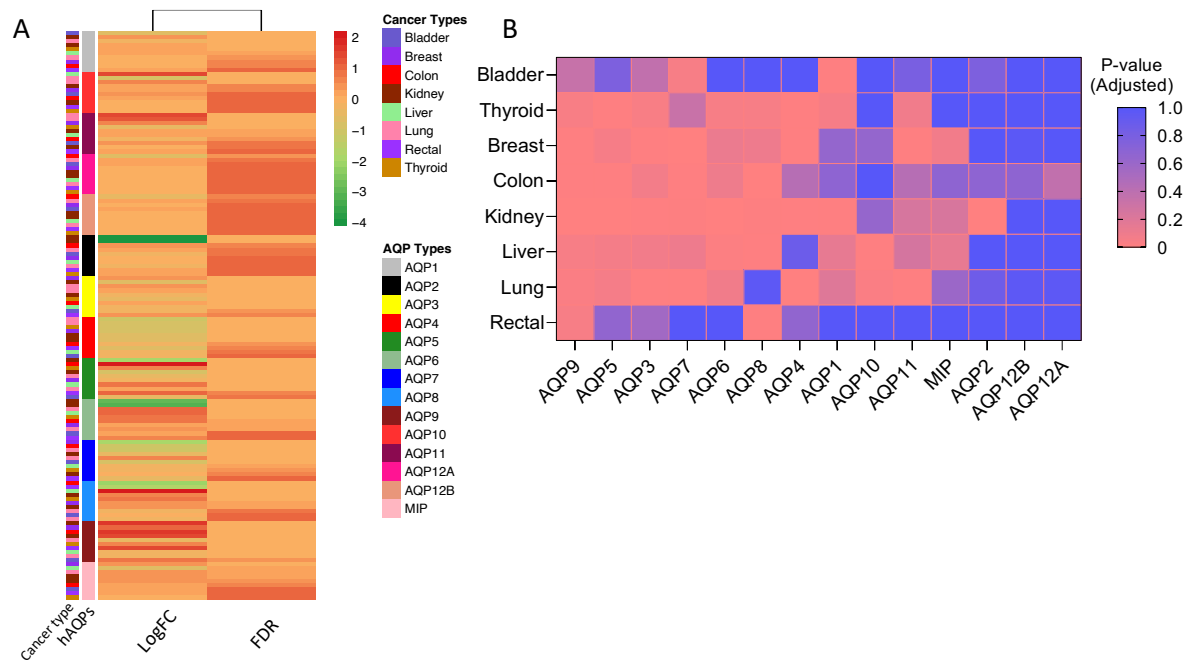 A
Cancer type
hAQPs
LogFC
FDR
2
1
0
−1
−2
−3
−4
Cancer Types
Bladder
Breast
Colon
Kidney
Liver
Lung
Rectal
Thyroid
AQP Types
AQP1
AQP2
AQP3
AQP4
AQP5
AQP6
AQP7
AQP8
AQP9
AQP10
AQP11
AQP12A
AQP12B
MIP
B
Bladder
Thyroid
Breast
Colon
Kidney
Liver
Lung
Rectal
AQP9
AQP5
AQP3
AQP7
AQP6
AQP8
AQP4
AQP1
AQP10
AQP11
MIP
AQP2
AQP12B
AQP12A
P-value
(Adjusted)
1.0
0.8
0.6
0.4
0.2
0